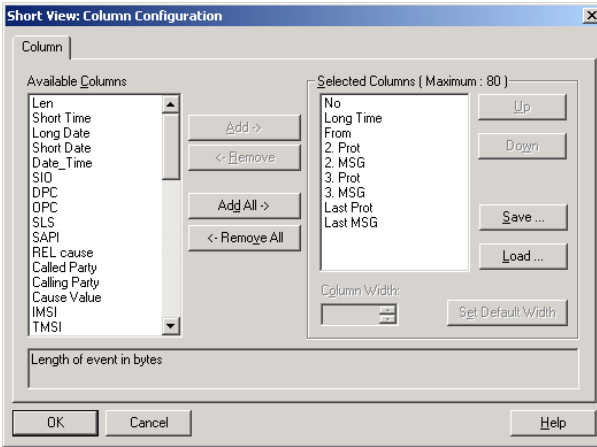 Short View: Column Configuration
Column
Available Columns
Len
Short Time
Long Date
Short Date
Date_Time
SIO
DPC
OPC
SLS
SAPI
REL cause
Called Party
Calling Party
Cause Value
IMSI
TMSI
Add ->
<- Remove
Add All ->
<- Remove All
Selected Columns ( Maximum : 80 )
No
Long Time
From
2. Prot
2. MSG
3. Prot
3. MSG
Last Prot
Last MSG
Up
Down
Save ...
Load ...
Column Width:
Set Default Width
Length of event in bytes
OK
Cancel
Help